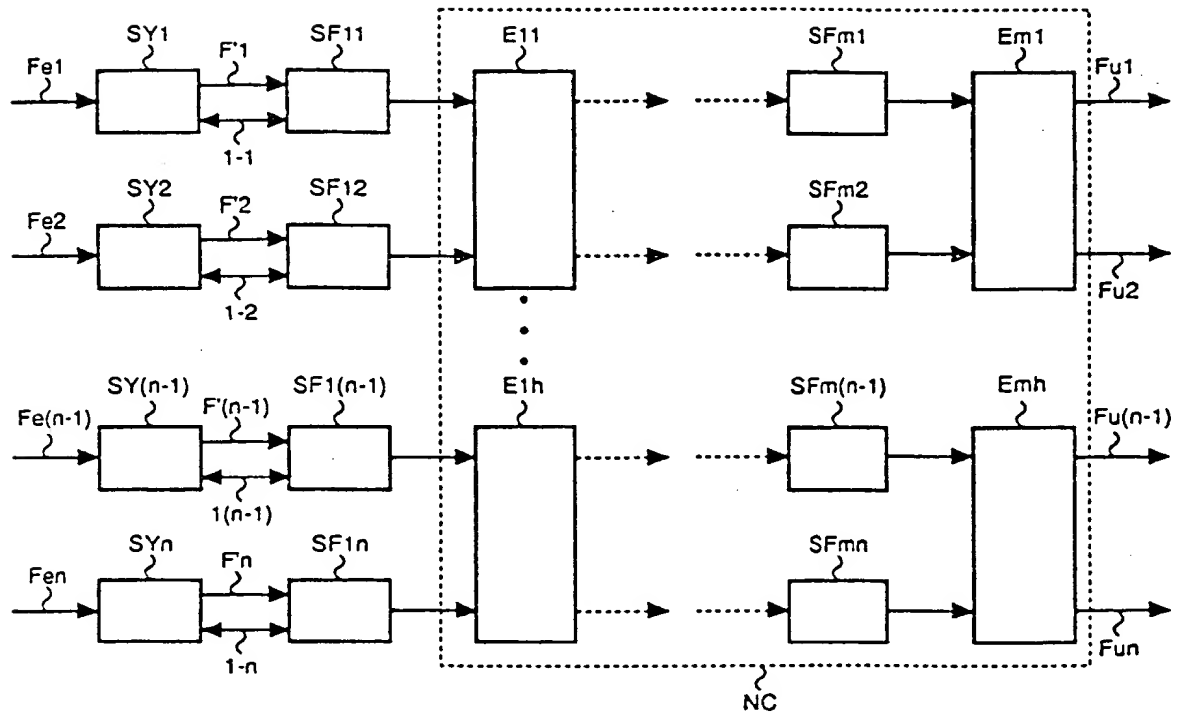 SY1 F'1 SF11 E11 SFm1 Em1
Fe1 Fu1
1-1
SY2 F'2 SF12 SFm2
Fe2
1-2 Fu2
SY(n-1) F'(n-1) SF1(n-1) E1h SFm(n-1) Emh
Fe(n-1) Fu(n-1)
1(n-1)
SYn F'n SF1n SFmn
Fen
1-n Fun
NC